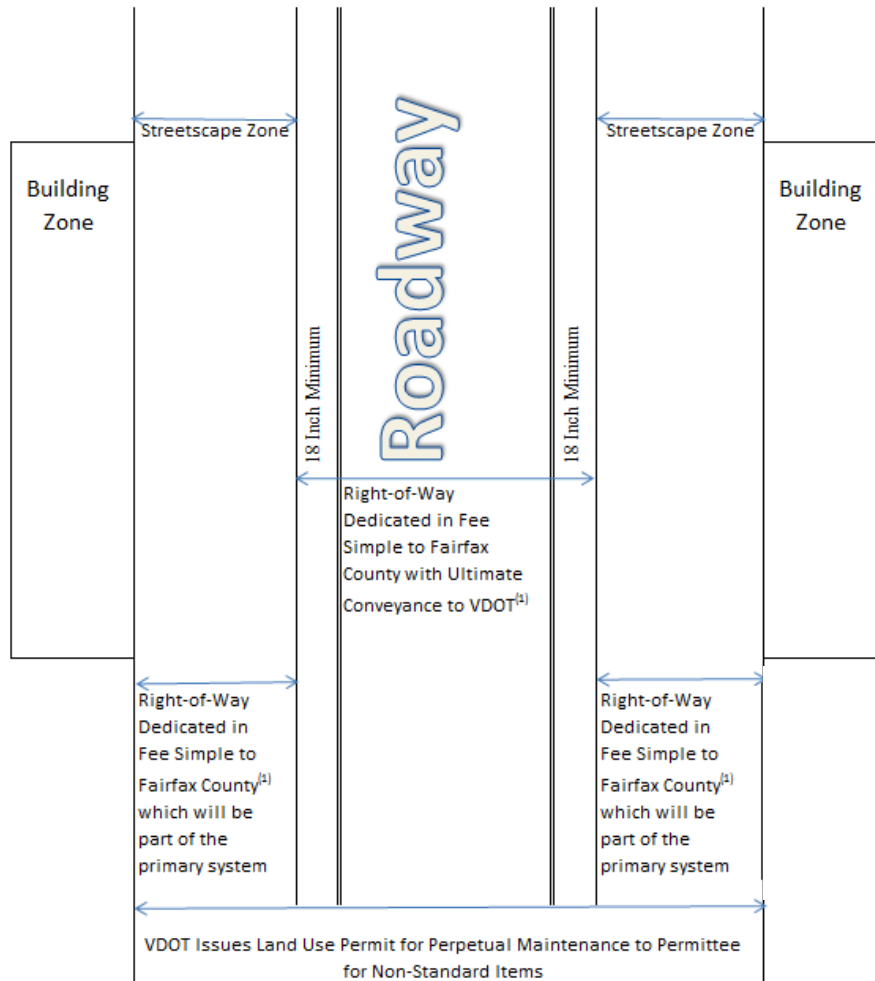 Streetscape Zone
Streetscape Zone
Building
Zone
Building
Zone
Roadway
18 Inch Minimum
18 Inch Minimum
Right-of-Way
Dedicated in Fee
Simple to Fairfax
County with Ultimate
Conveyance to VDOT(1)
Right-of-Way
Dedicated in
Fee Simple to
Fairfax County(1)
which will be
part of the
primary system
Right-of-Way
Dedicated in
Fee Simple to
Fairfax County(1)
which will be
part of the
primary system
VDOT Issues Land Use Permit for Perpetual Maintenance to Permittee
for Non-Standard Items